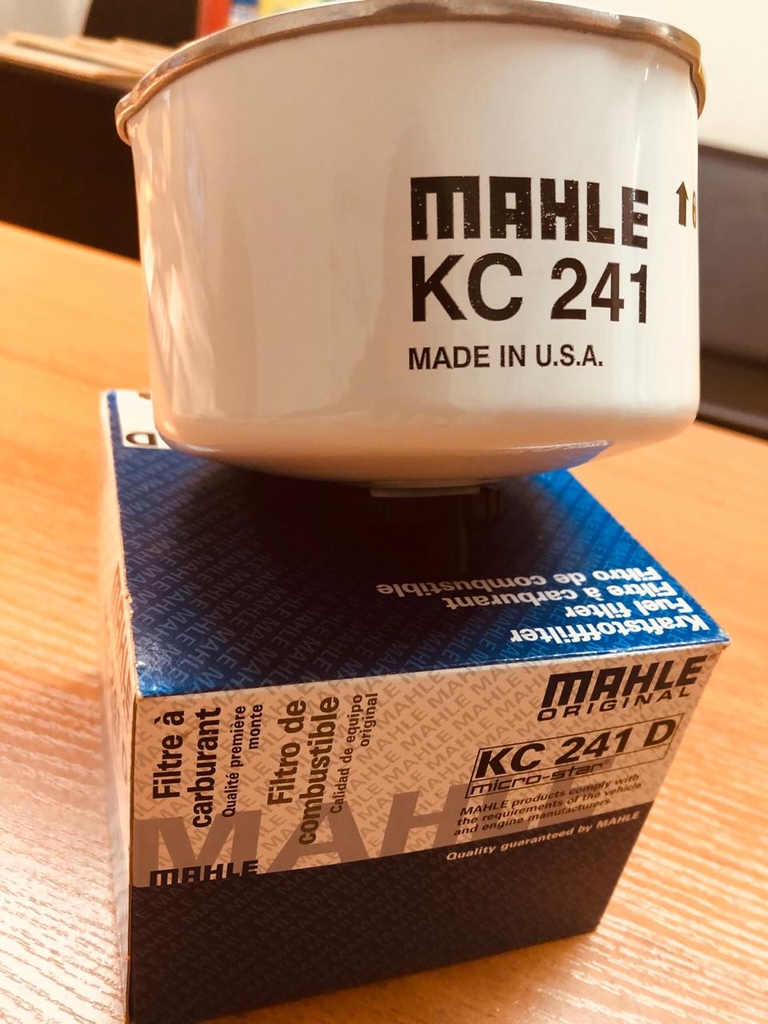 MAHLE
KC 241
MADE IN U.S.A.
Kraftstofffilter
Fuel filter
Filtre à carburant
Filtro de combustible
MAHLE
ORIGINAL
KC 241 D
micro-star®
MAHLE products comply with
the requirements of the vehicle
and engine manufacturers.
Quality guaranteed by MAHLE
Filtre à
carburant
Qualité première
monte
Filtro de
combustible
Calidad de equipo
original
MAHLE
MAHLE